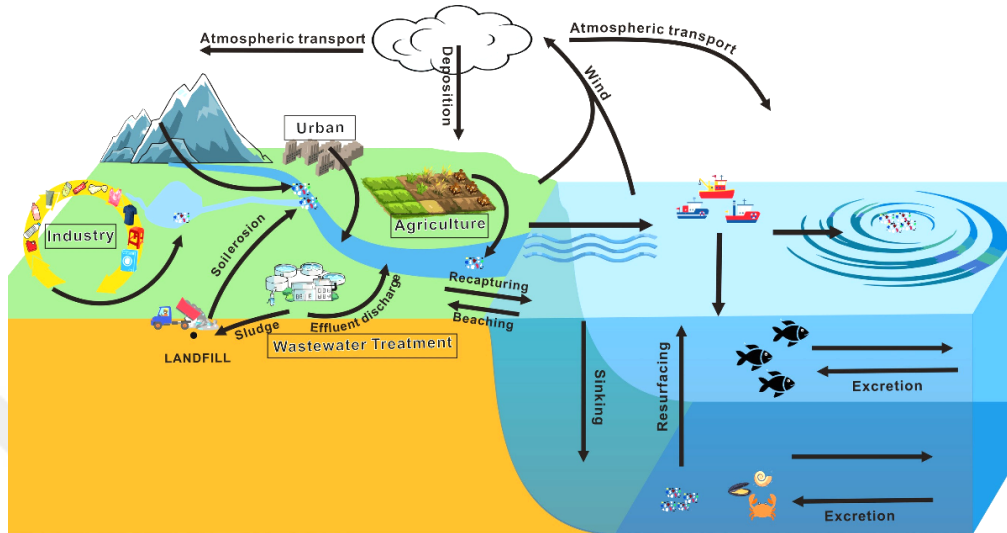 Atmospheric transport
Atmospheric transport
Deposition
Wind
Urban
Industry
Agriculture
Soil erosion
Recapturing
Beaching
Effluent discharge
Sludge
Wastewater Treatment
LANDFILL
Sinking
Resurfacing
Excretion
Excretion